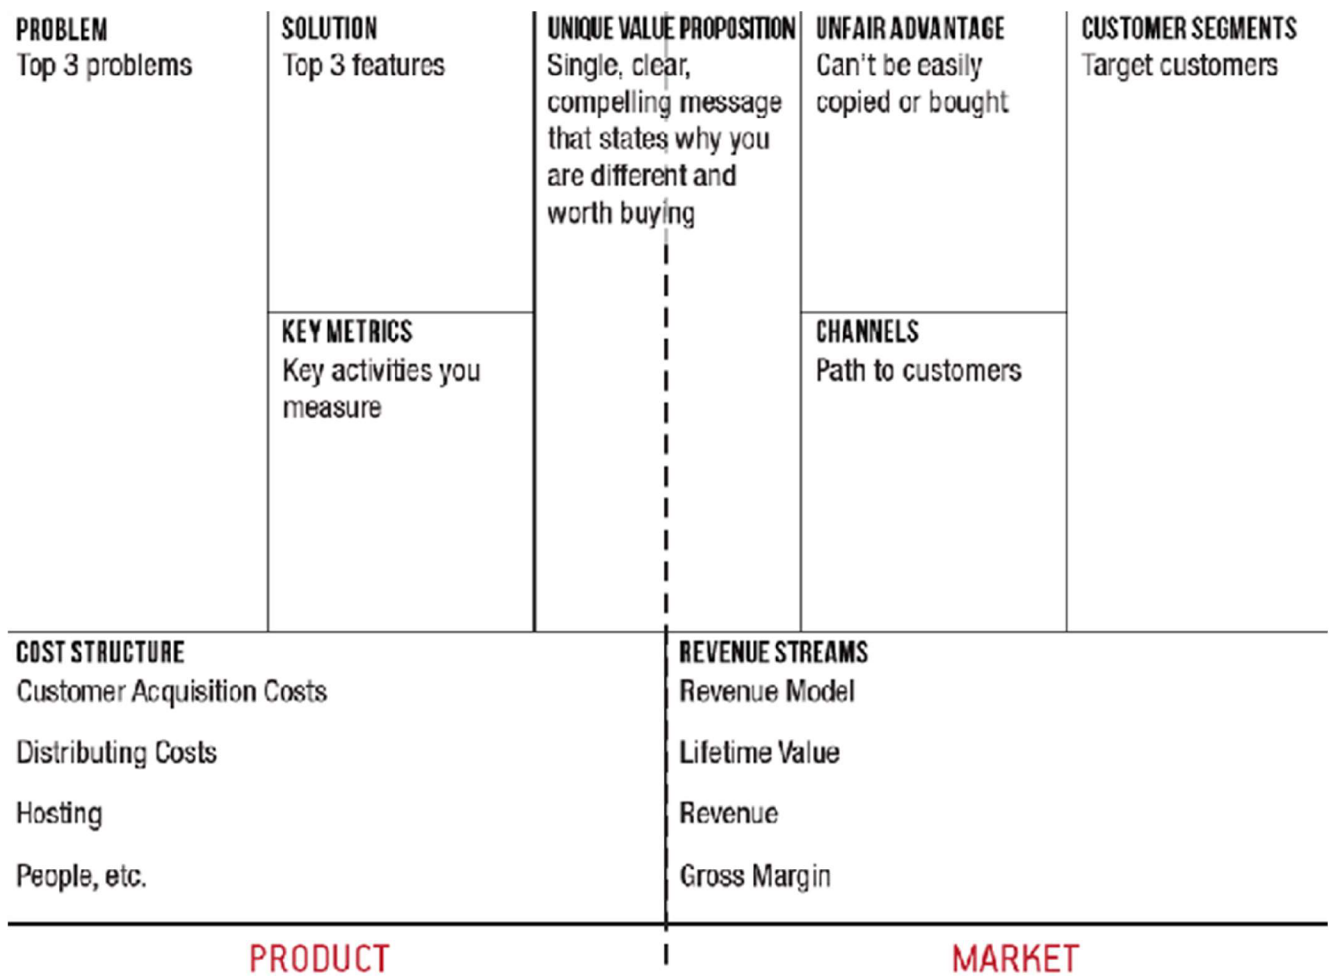 PROBLEM
Top 3 problems
SOLUTION
Top 3 features
KEY METRICS
Key activities you
measure
UNIQUE VALUE PROPOSITION
Single, clear,
compelling message
that states why you
are different and
worth buying
UNFAIR ADVANTAGE
Can't be easily
copied or bought
CHANNELS
Path to customers
CUSTOMER SEGMENTS
Target customers
COST STRUCTURE
Customer Acquisition Costs
Distributing Costs
Hosting
People, etc.
REVENUE STREAMS
Revenue Model
Lifetime Value
Revenue
Gross Margin
PRODUCT
MARKET